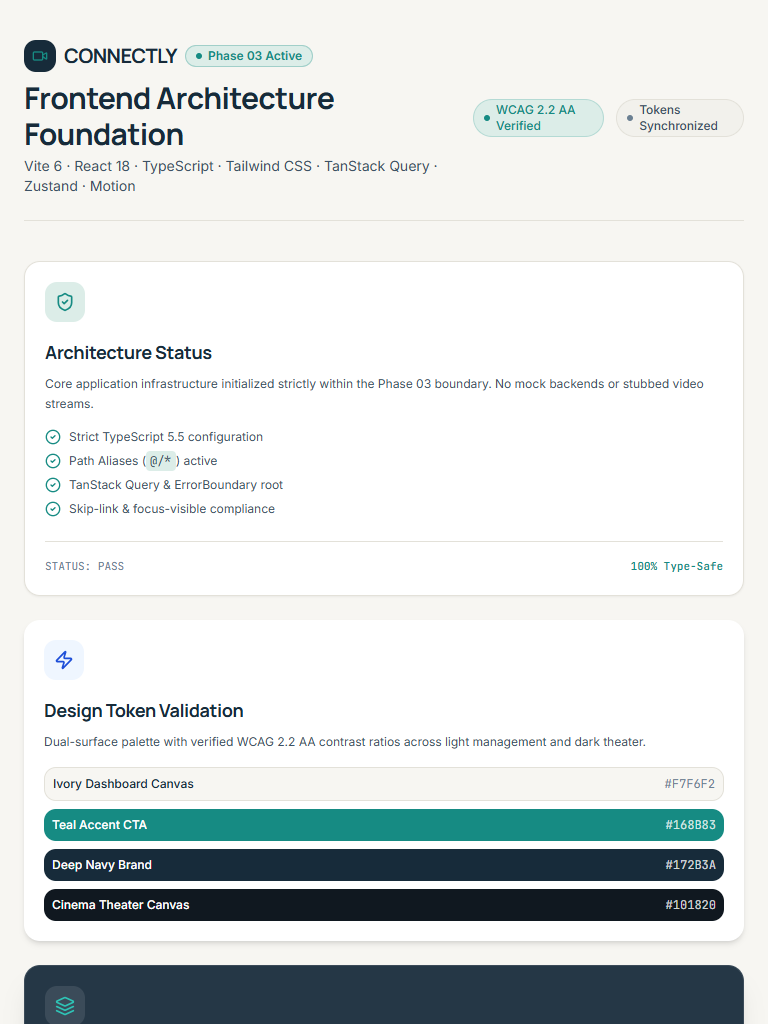 CONNECTLY
Phase 03 Active
Frontend Architecture
Foundation
Vite 6 · React 18 · TypeScript · Tailwind CSS · TanStack Query ·
Zustand · Motion
WCAG 2.2 AA
Verified
Tokens
Synchronized
Architecture Status
Core application infrastructure initialized strictly within the Phase 03 boundary. No mock backends or stubbed video
streams.
Strict TypeScript 5.5 configuration
Path Aliases (@/*) active
TanStack Query & ErrorBoundary root
Skip-link & focus-visible compliance
STATUS: PASS
100% Type-Safe
Design Token Validation
Dual-surface palette with verified WCAG 2.2 AA contrast ratios across light management and dark theater.
Ivory Dashboard Canvas #F7F6F2
Teal Accent CTA #168B83
Deep Navy Brand #172B3A
Cinema Theater Canvas #101820